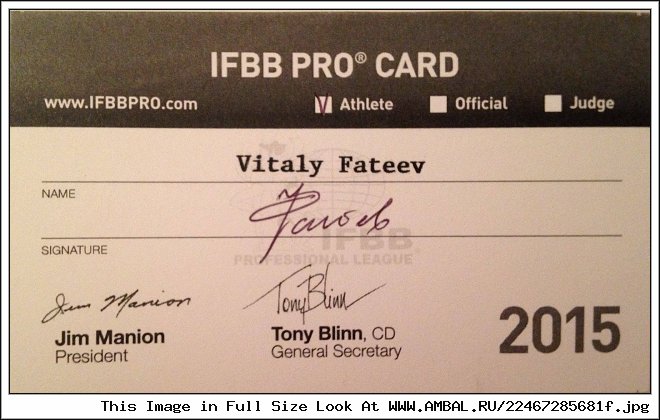 IFBB PRO® CARD
www.IFBBPRO.com Athlete Official Judge
Vitaly Fateev
NAME
IFBB
SIGNATURE
PROFESSIONAL LEAGUE
Jim Manion
Tony Blinn
Jim Manion
President
Tony Blinn, CD
General Secretary
2015
This Image in Full Size Look At WWW.AMBAL.RU/22467285681f.jpg